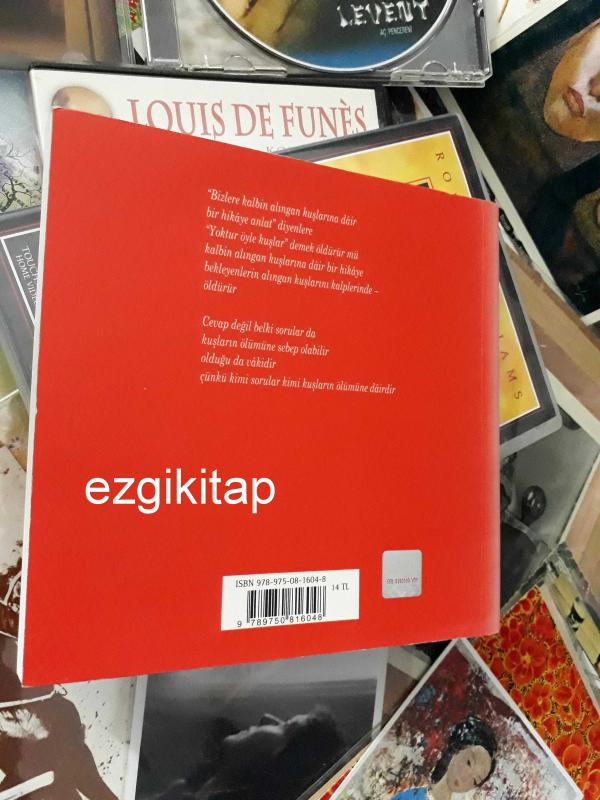 LEVENT
AÇ PENCERENİ
LOUIS DE FUNÈS
"Bizlere kalbin alıngan kuşlarına dâir
bir hikâye anlat" diyenlere
"Yoktur öyle kuşlar" demek öldürür mü
kalbin alıngan kuşlarına dâir bir hikâye
bekleyenlerin alıngan kuşlarını kalplerinde –
öldürür
Cevap değil belki sorular da
kuşların ölümüne sebep olabilir
olduğu da vâkidir
çünkü kimi sorular kimi kuşların ölümüne dâirdir
ezgikitap
ISBN 978-975-08-1604-8
14 TL
9 789750 816048